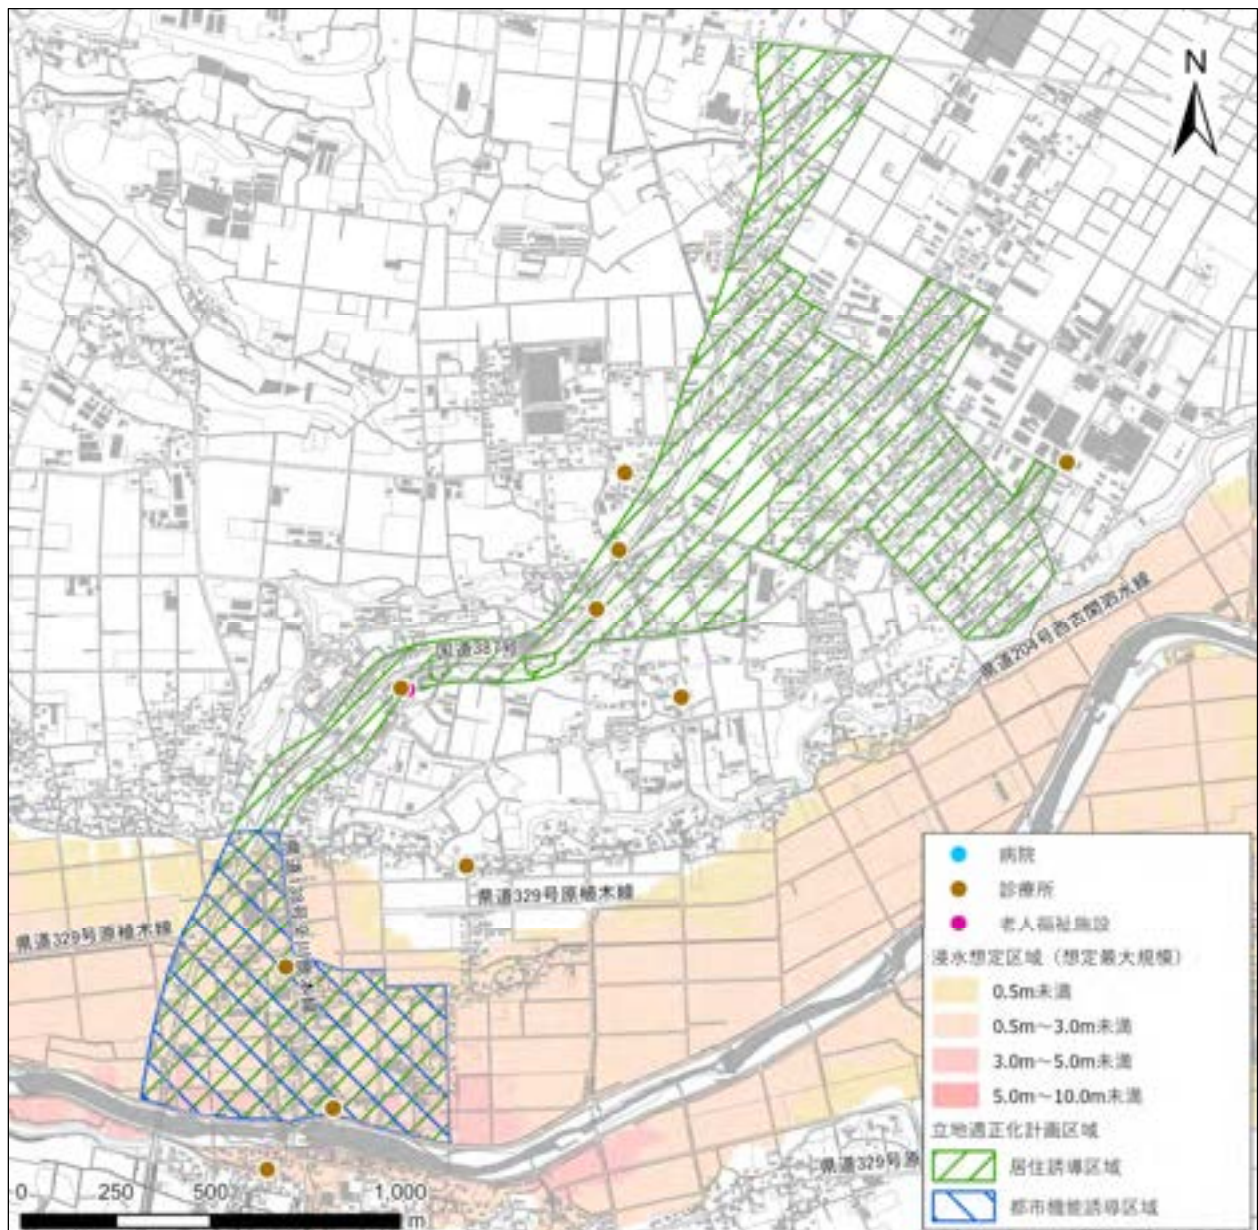 N
国道387号
県道204号西古閑泗水線
県道329号原植木線
県道329号原植木線
県道329号原
病院
診療所
老人福祉施設
浸水想定区域（想定最大規模）
0.5m未満
0.5m～3.0m未満
3.0m～5.0m未満
5.0m～10.0m未満
立地適正化計画区域
居住誘導区域
都市機能誘導区域
0 250 500 1,000
m